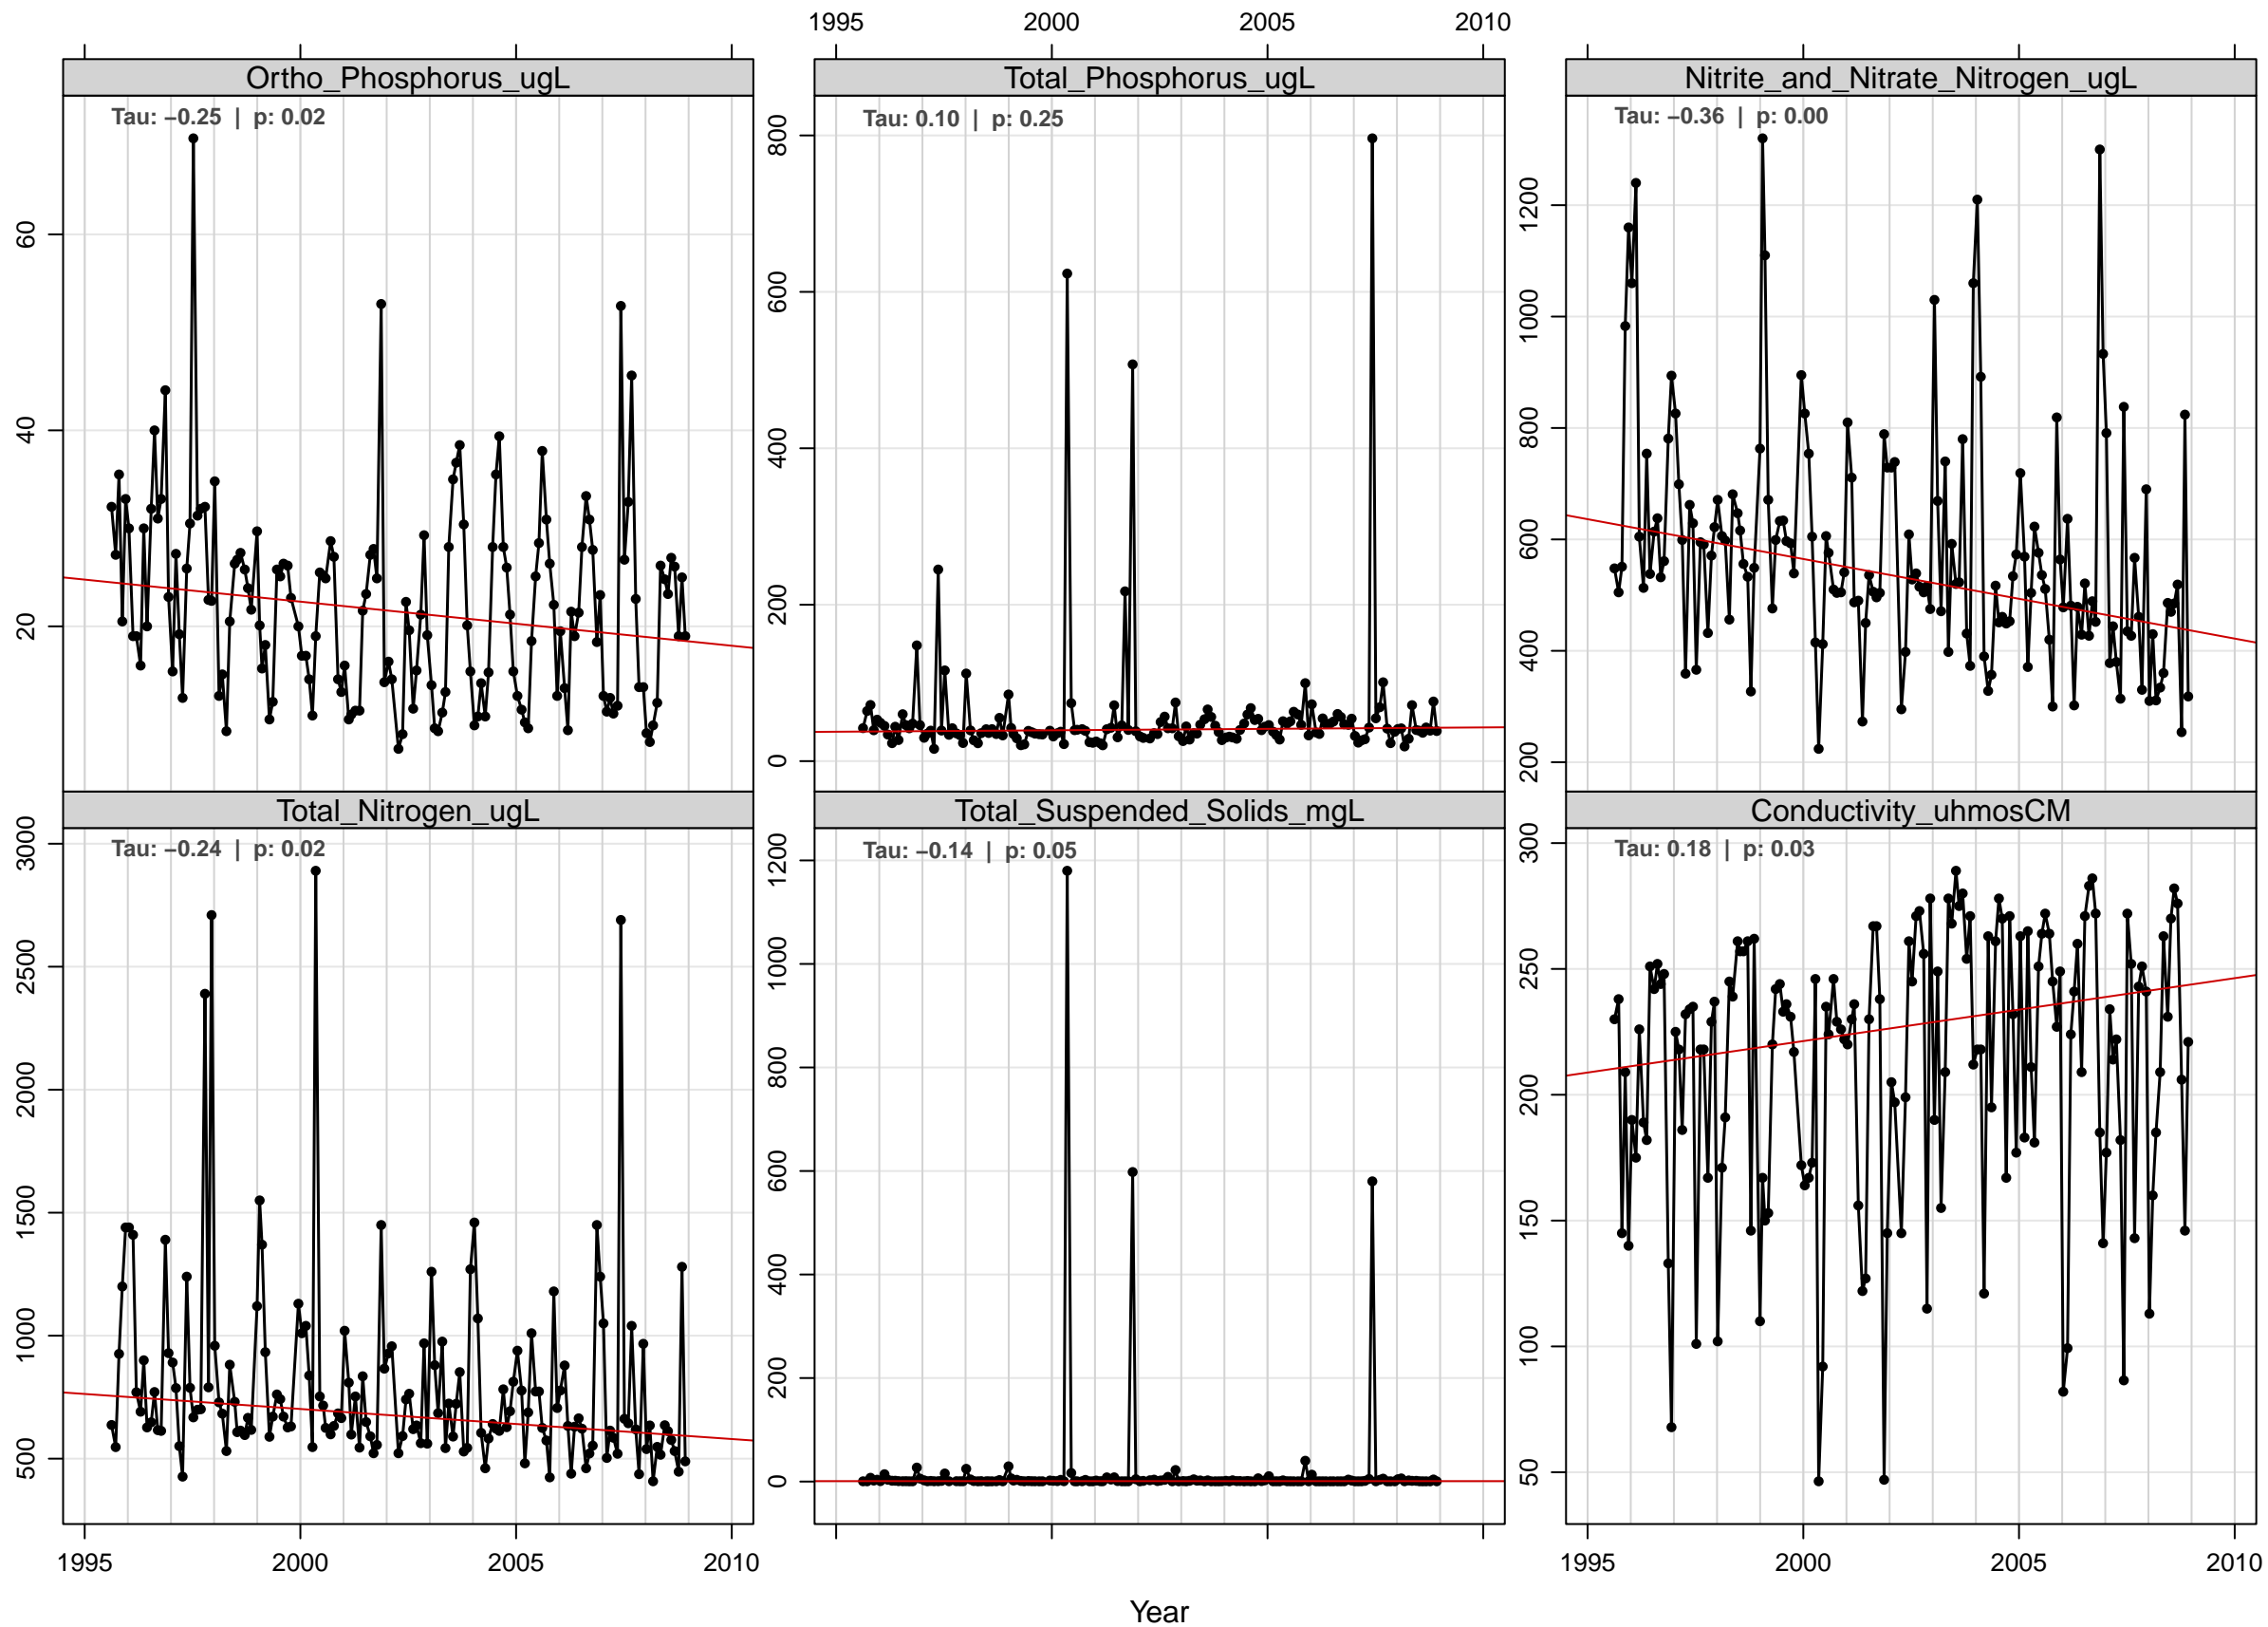 1995 2000 2005 2010
Ortho_Phosphorus_ugL
Total_Phosphorus_ugL
Nitrite_and_Nitrate_Nitrogen_ugL
Tau: −0.25 | p: 0.02
Tau: 0.10 | p: 0.25
Tau: −0.36 | p: 0.00
60
40
20
800
600
400
200
0
1200
1000
800
600
400
200
Total_Nitrogen_ugL
Total_Suspended_Solids_mgL
Conductivity_uhmosCM
Tau: −0.24 | p: 0.02
Tau: −0.14 | p: 0.05
Tau: 0.18 | p: 0.03
3000
2500
2000
1500
1000
500
1200
1000
800
600
400
200
0
300
250
200
150
100
50
1995 2000 2005 2010
1995 2000 2005 2010
Year